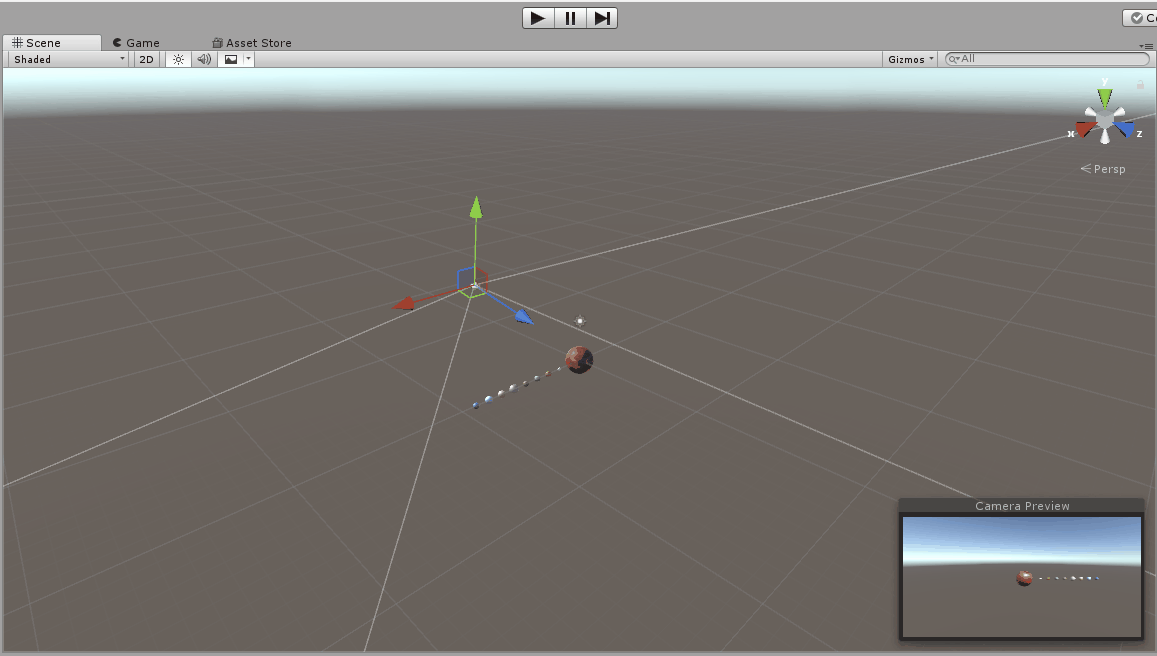 Co
Scene Game Asset Store
Shaded 2D Gizmos All
y
x z
Persp
Camera Preview